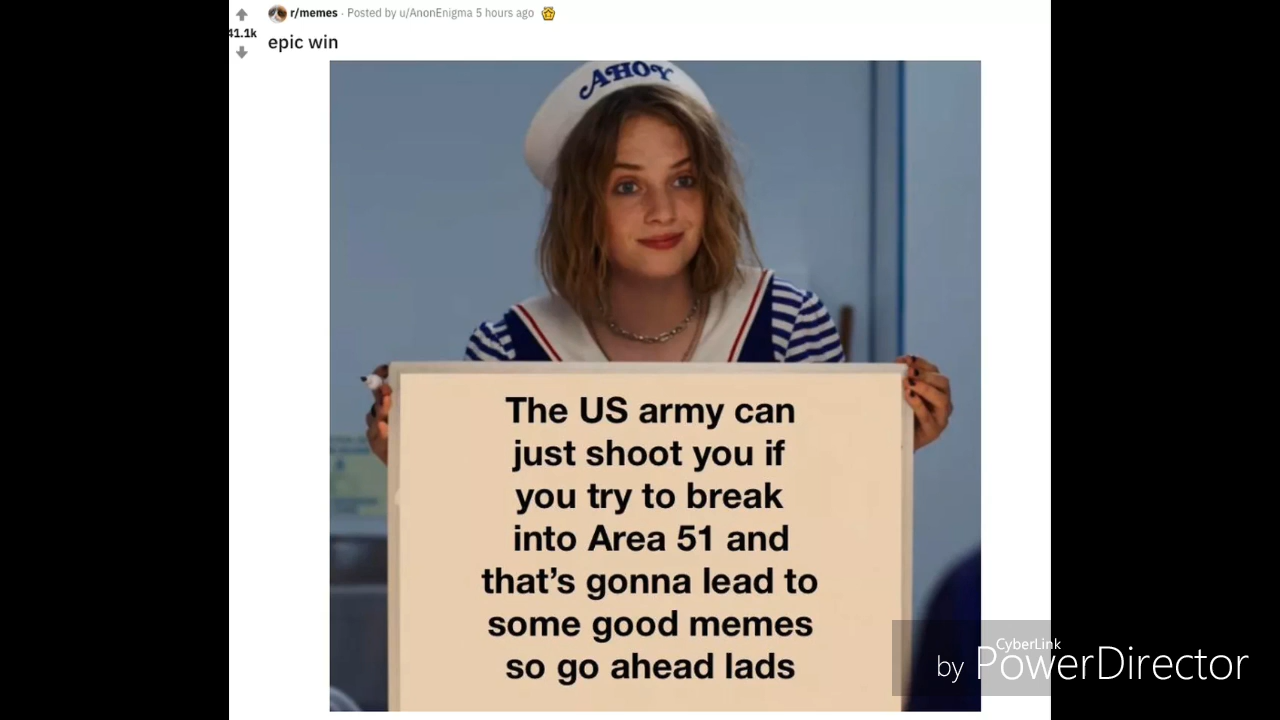 r/memes · Posted by u/AnonEnigma 5 hours ago
41.1k
epic win
AHOY
The US army can
just shoot you if
you try to break
into Area 51 and
that's gonna lead to
some good memes
so go ahead lads
CyberLink
by PowerDirector